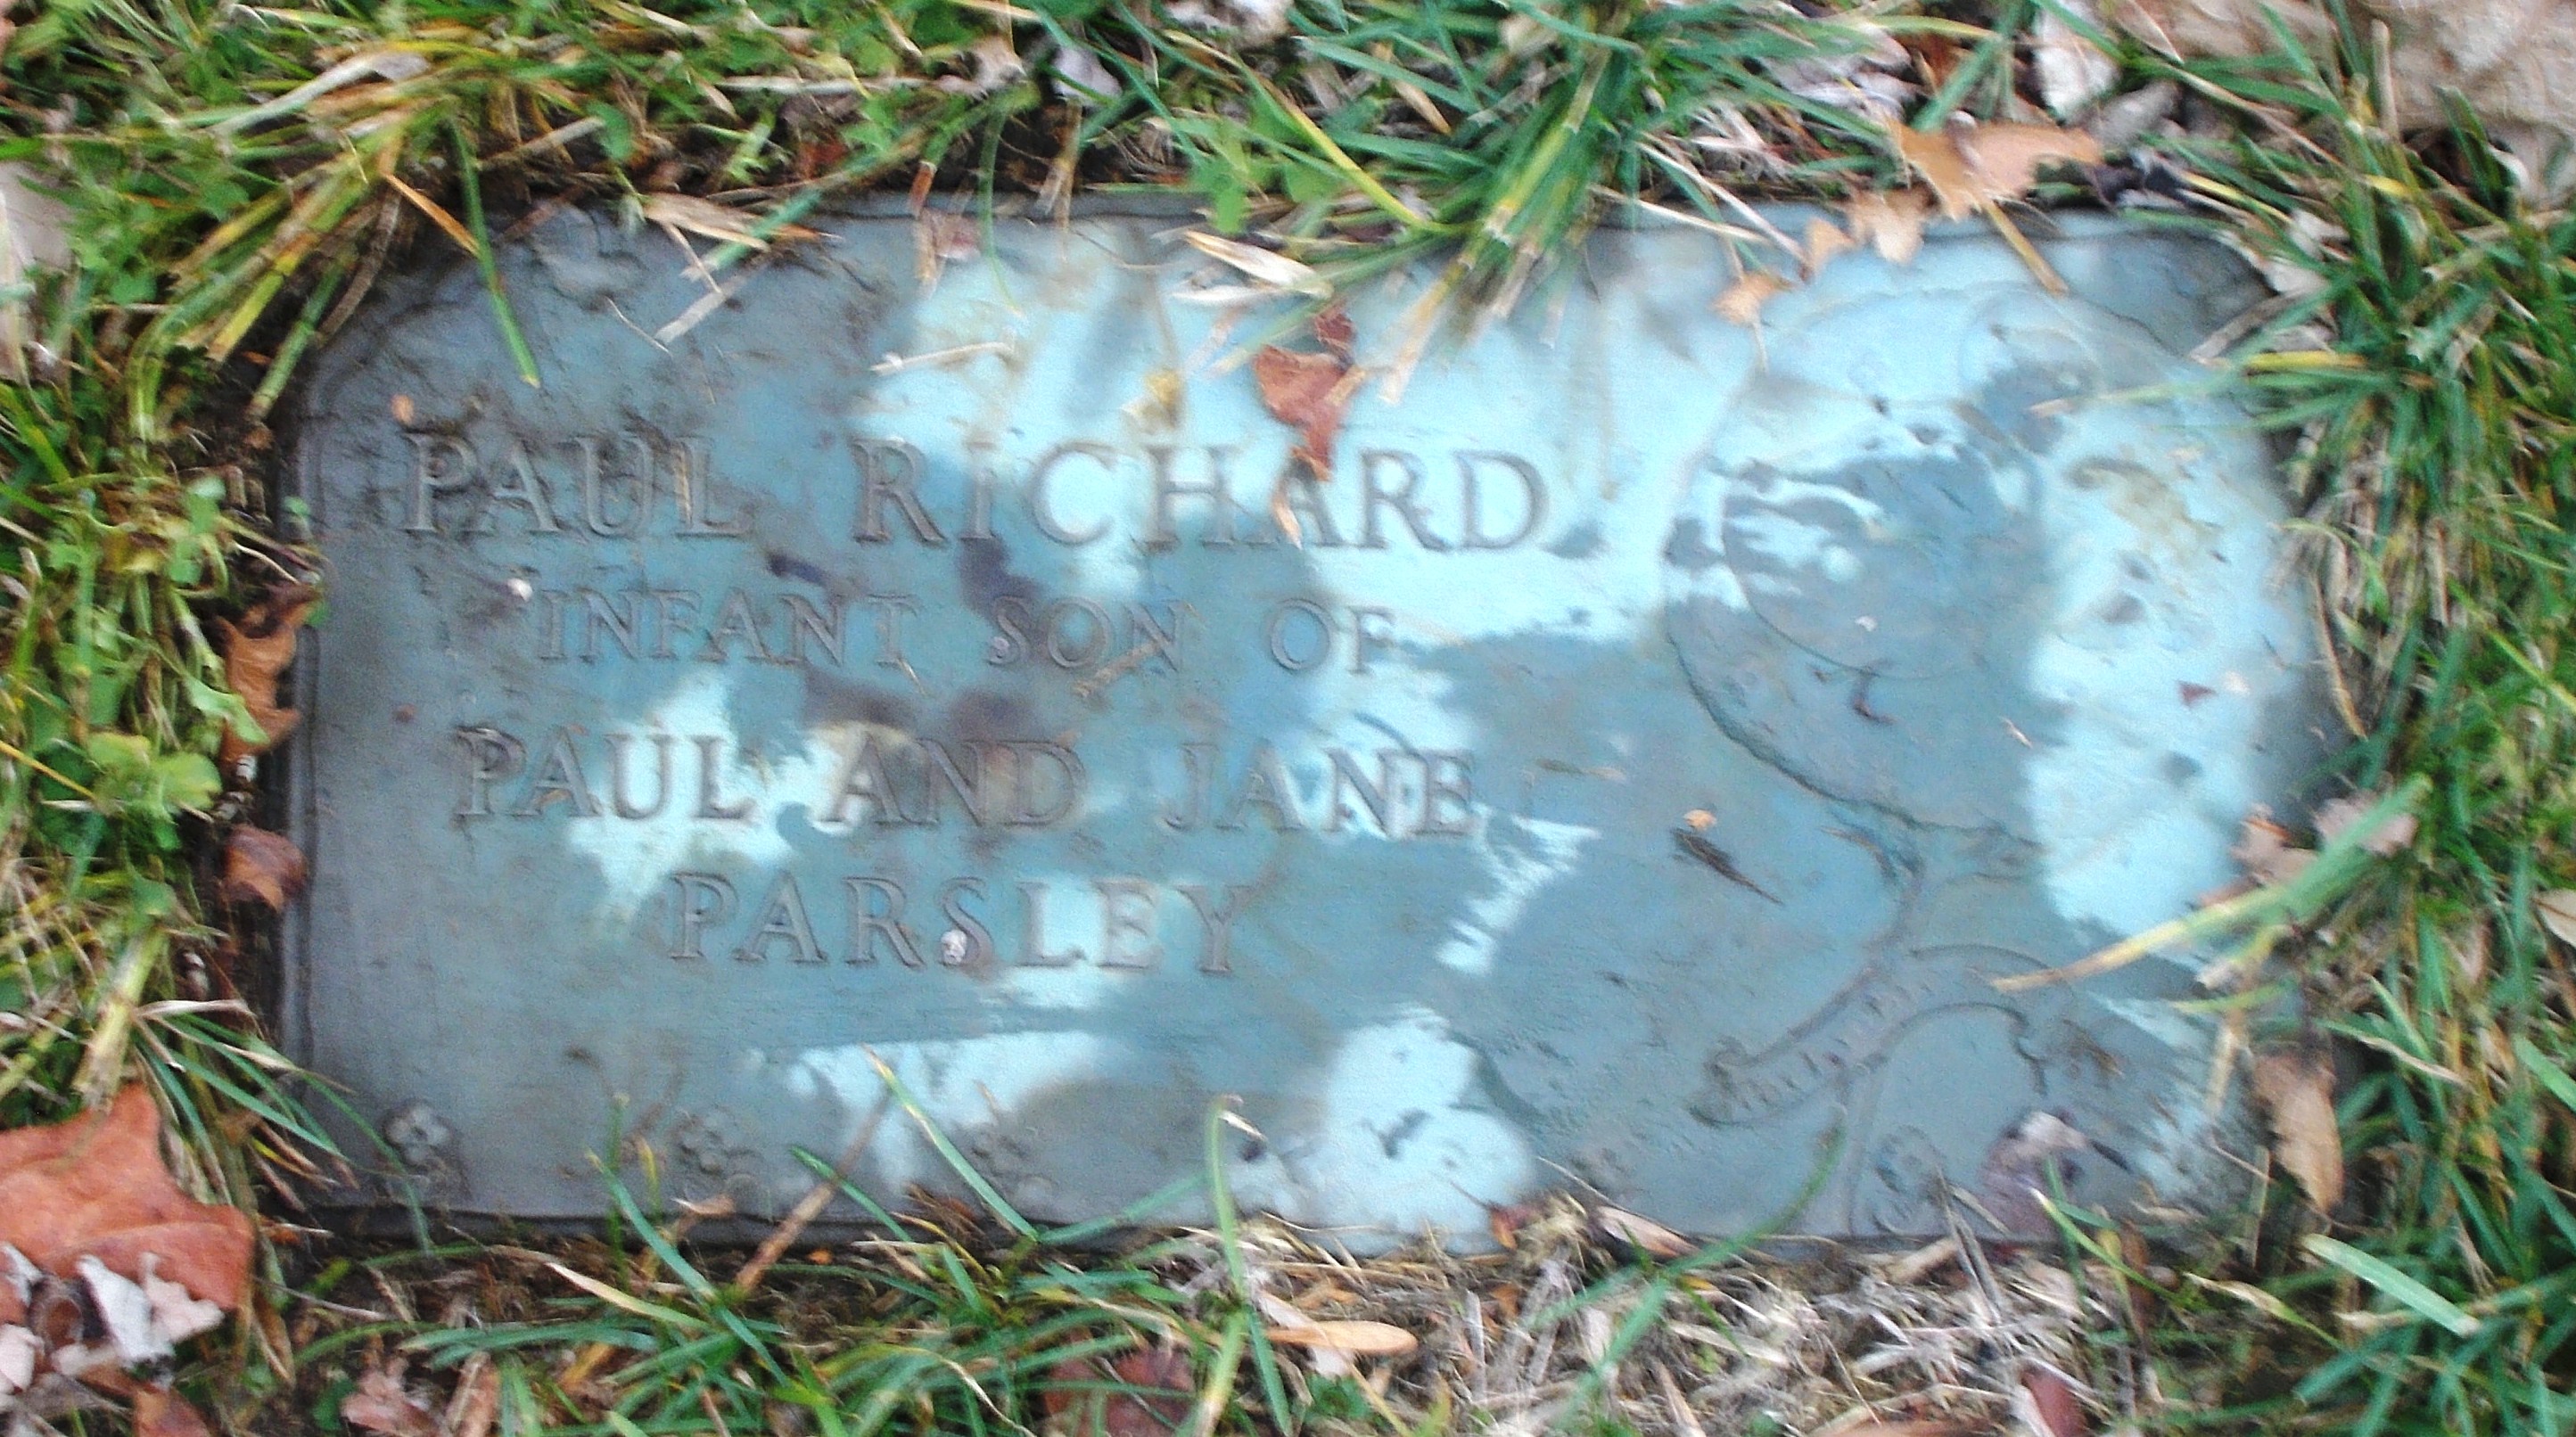 PAUL RICHARD
INFANT SON OF
PAUL AND JANE
PARSLEY